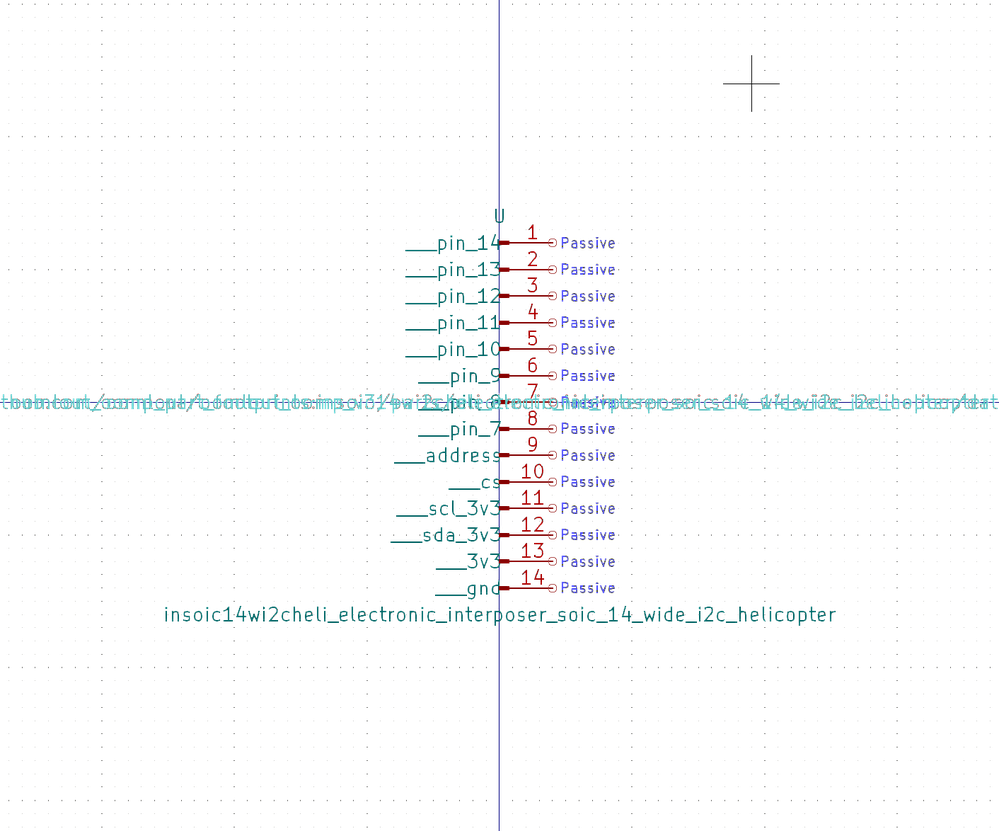 U
___pin_14 1 Passive
___pin_13 2 Passive
___pin_12 3 Passive
___pin_11 4 Passive
___pin_10 5 Passive
___pin_9 6 Passive
___pin_8 7 Passive
___pin_7 8 Passive
___address 9 Passive
___cs 10 Passive
___scl_3v3 11 Passive
___sda_3v3 12 Passive
___3v3 13 Passive
___gnd 14 Passive
insoic14wi2cheli_electronic_interposer_soic_14_wide_i2c_helicopter